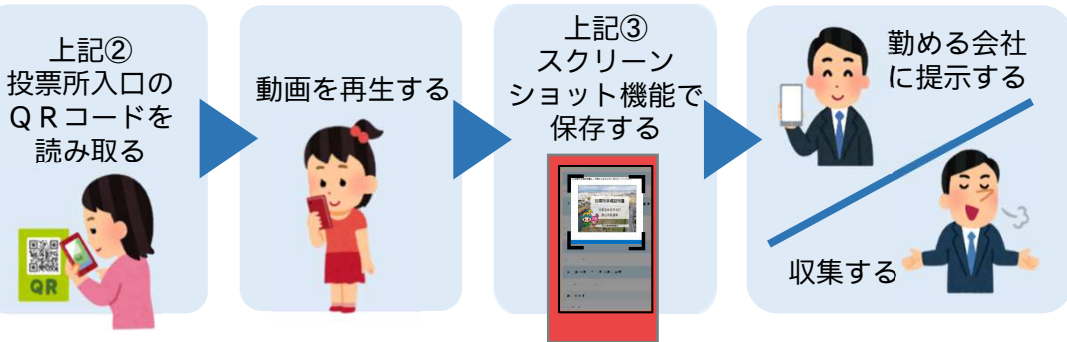 上記②
投票所入口の
QRコードを
読み取る
QR
動画を再生する
上記③
スクリーン
ショット機能で
保存する
勤める会社
に提示する
収集する